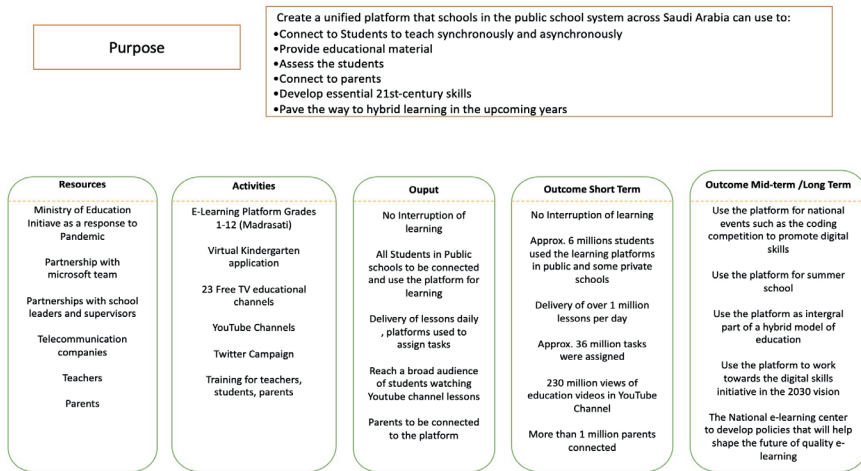 Purpose
Create a unified platform that schools in the public school system across Saudi Arabia can use to:
•Connect to Students to teach synchronously and asynchronously
•Provide educational material
•Assess the students
•Connect to parents
•Develop essential 21st-century skills
•Pave the way to hybrid learning in the upcoming years
Resources
Ministry of Education
Initiave as a response to
Pandemic
Partnership with
microsoft team
Partnerships with school
leaders and supervisors
Telecommunication
companies
Teachers
Parents
Activities
E-Learning Platform Grades
1-12 (Madrasati)
Virtual Kindergarten
application
23 Free TV educational
channels
YouTube Channels
Twitter Campaign
Training for teachers,
students, parents
Ouput
No Interruption of
learning
All Students in Public
schools to be connected
and use the platform for
learning
Delivery of lessons daily
, platforms used to
assign tasks
Reach a broad audience
of students watching
Youtube channel lessons
Parents to be connected
to the platform
Outcome Short Term
No Interruption of learning
Approx. 6 millions students
used the learning platforms
in public and some private
schools
Delivery of over 1 million
lessons per day
Approx. 36 million tasks
were assigned
230 million views of
education videos in YouTube
Channel
More than 1 million parents
connected
Outcome Mid-term /Long Term
Use the platform for national
events such as the coding
competition to promote digital
skills
Use the platform for summer
school
Use the platform as intergral
part of a hybrid model of
education
Use the platform to work
towards the digital skills
initiative in the 2030 vision
The National e-learning center
to develop policies that will help
shape the future of quality e-
learning